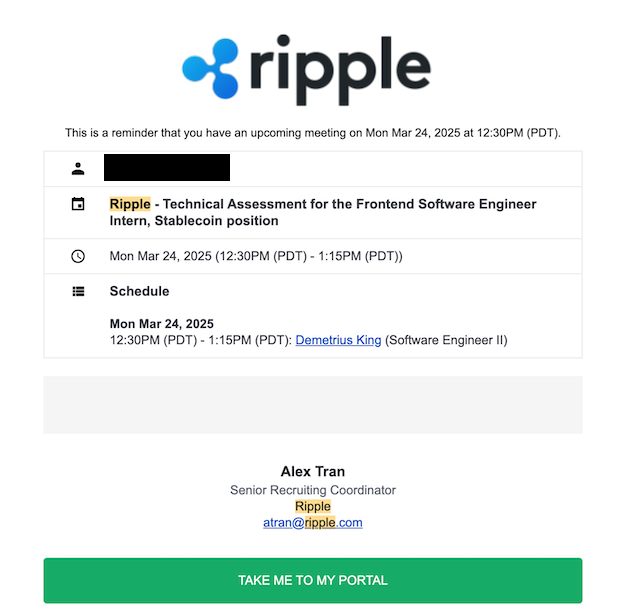 ripple
This is a reminder that you have an upcoming meeting on Mon Mar 24, 2025 at 12:30PM (PDT).
Ripple - Technical Assessment for the Frontend Software Engineer
Intern, Stablecoin position
Mon Mar 24, 2025 (12:30PM (PDT) - 1:15PM (PDT))
Schedule
Mon Mar 24, 2025
12:30PM (PDT) - 1:15PM (PDT): Demetrius King (Software Engineer II)
Alex Tran
Senior Recruiting Coordinator
Ripple
atran@ripple.com
TAKE ME TO MY PORTAL